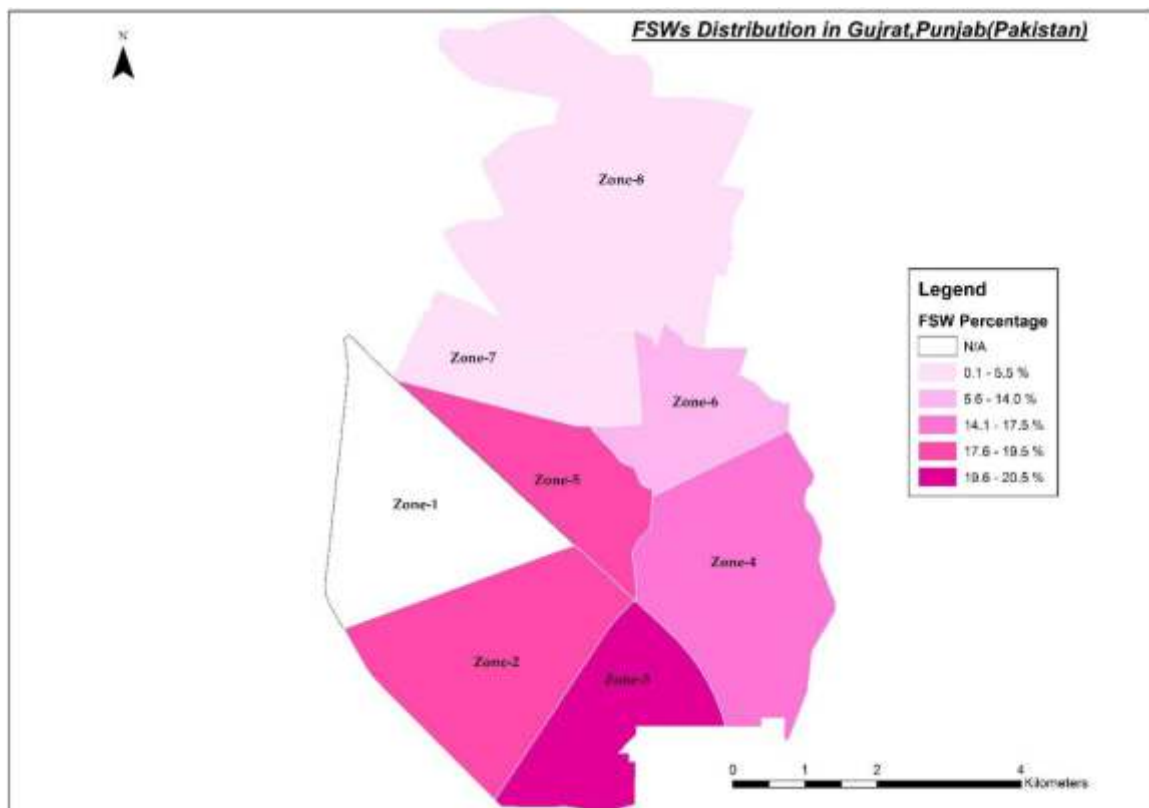 FSWs Distribution in Gujrat,Punjab(Pakistan)
N
Zone-8
Legend
FSW Percentage
N/A
0.1 - 5.5 %
5.6 - 14.0 %
14.1 - 17.5 %
17.6 - 19.5 %
19.6 - 20.5 %
Zone-7
Zone-6
Zone-5
Zone-1
Zone-4
Zone-2
Zone-3
0 1 2 4
Kilometers